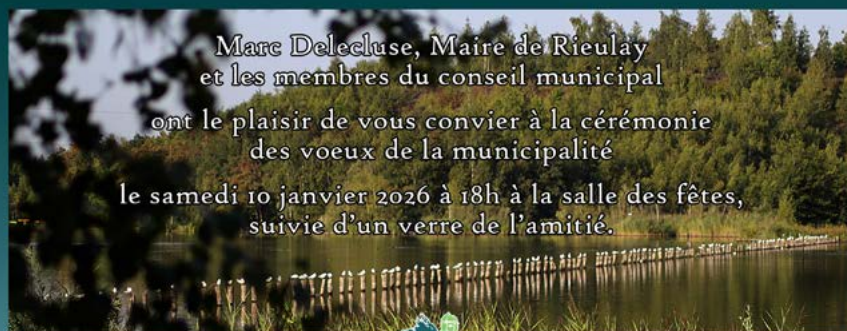 Marc Delecluse, Maire de Rieulay
et les membres du conseil municipal
ont le plaisir de vous convier à la cérémonie
des voeux de la municipalité
le samedi 10 janvier 2026 à 18h à la salle des fêtes,
suivie d'un verre de l'amitié.